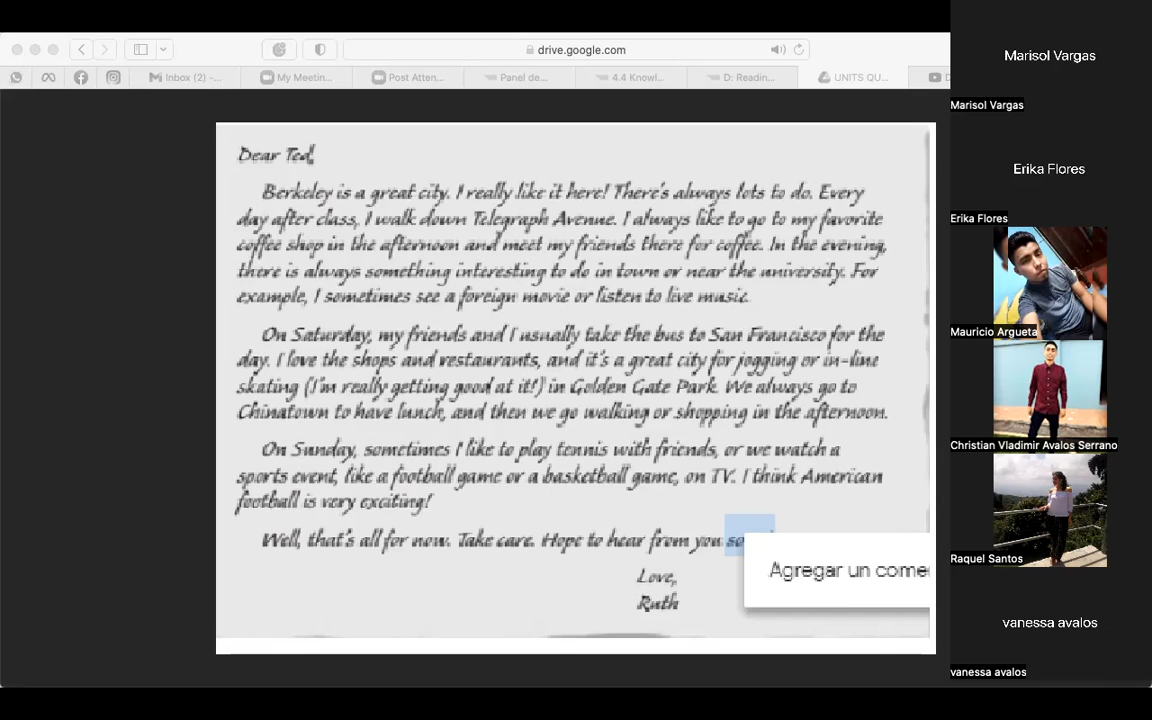 drive.google.com
Inbox (2) -...
My Meetin...
Post Atten...
Panel de...
4.4 Knowl...
D: Readin...
UNITS QU...
Dear Ted,
Berkeley is a great city. I really like it here! There's always lots to do. Every
day after class, I walk down Telegraph Avenue. I always like to go to my favorite
coffee shop in the afternoon and meet my friends there for coffee. In the evening,
there is always something interesting to do in town or near the university. For
example, I sometimes see a foreign movie or listen to live music.
On Saturday, my friends and I usually take the bus to San Francisco for the
day. I love the shops and restaurants, and it's a great city for jogging or in-line
skating (I'm really getting good at it!) in Golden Gate Park. We always go to
Chinatown to have lunch, and then we go walking or shopping in the afternoon.
On Sunday, sometimes I like to play tennis with friends, or we watch a
sports event, like a football game or a basketball game, on TV. I think American
football is very exciting!
Well, that's all for now. Take care. Hope to hear from you
Agregar un come
Love,
Ruth
Marisol Vargas
Marisol Vargas
Erika Flores
Erika Flores
Mauricio Argueta
Christian Vladimir Avalos Serrano
Raquel Santos
vanessa avalos
vanessa avalos